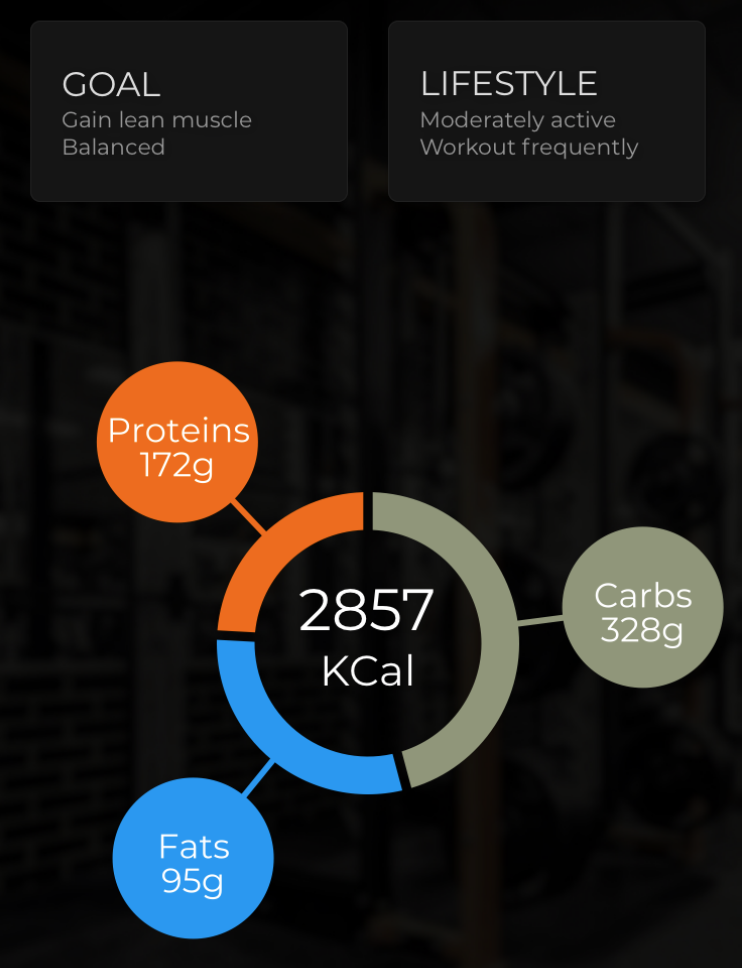 GOAL
Gain lean muscle
Balanced
LIFESTYLE
Moderately active
Workout frequently
Proteins
172g
2857
KCal
Carbs
328g
Fats
95g